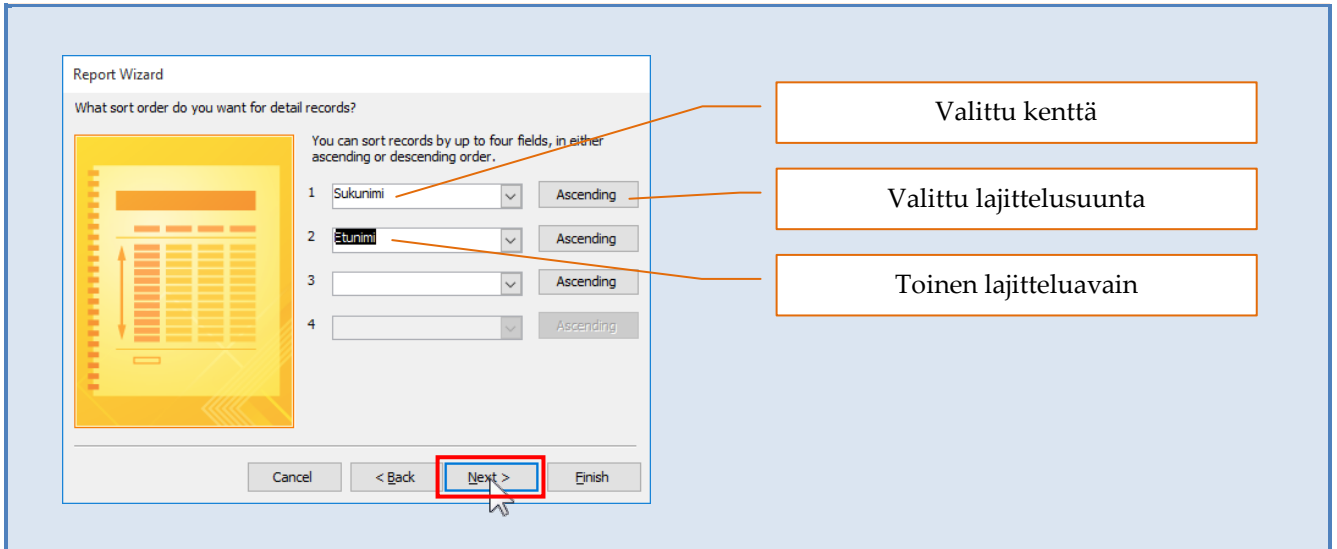 Report Wizard
What sort order do you want for detail records?
You can sort records by up to four fields, in either
ascending or descending order.
1 Sukunimi Ascending
2 Etunimi Ascending
3 Ascending
4 Ascending
Cancel < Back Next > Finish
Valittu kenttä
Valittu lajittelusuunta
Toinen lajitteluavain